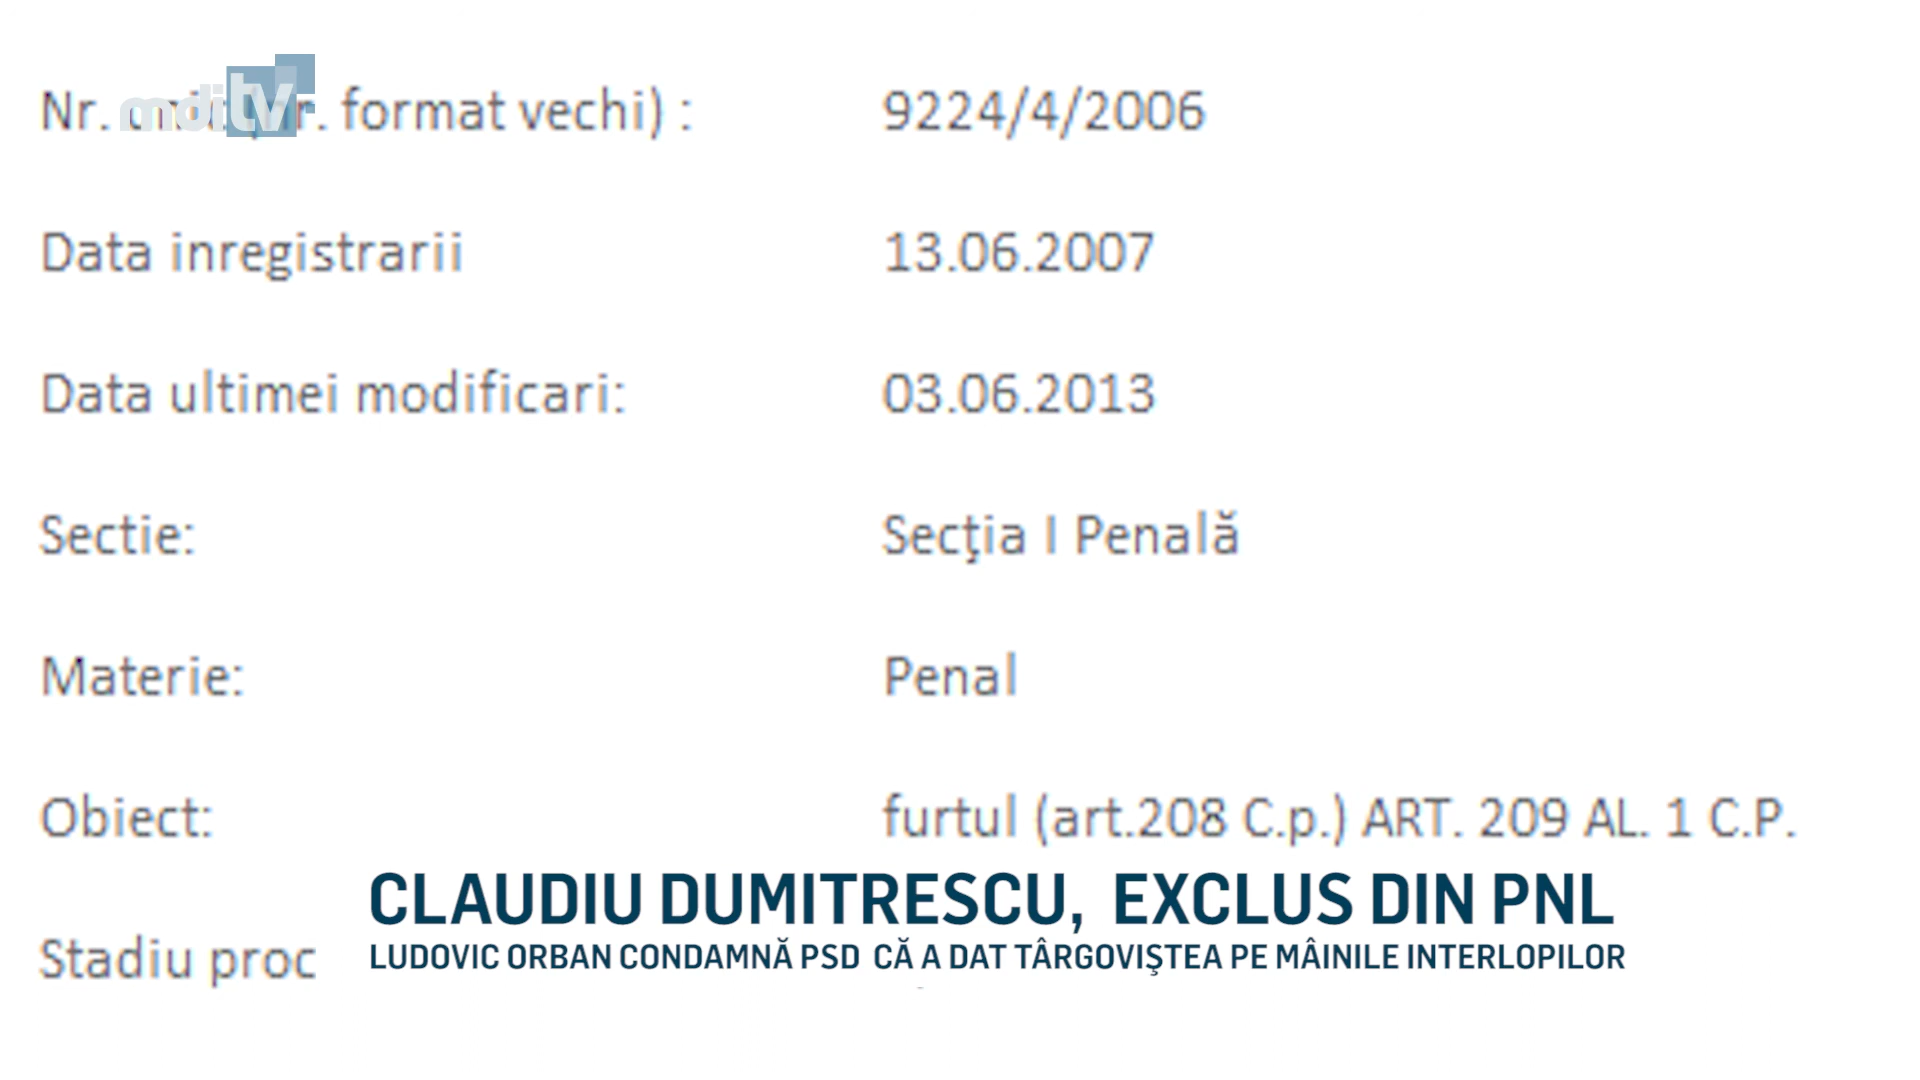 mditv
Nr. format vechi) : 9224/4/2006
Data inregistrarii 13.06.2007
Data ultimei modificari: 03.06.2013
Sectie: Secţia I Penală
Materie: Penal
Obiect: furtul (art.208 C.p.) ART. 209 AL. 1 C.P.
Stadiu proc
CLAUDIU DUMITRESCU, EXCLUS DIN PNL
LUDOVIC ORBAN CONDAMNĂ PSD CĂ A DAT TÂRGOVIŞTEA PE MÂINILE INTERLOPILOR